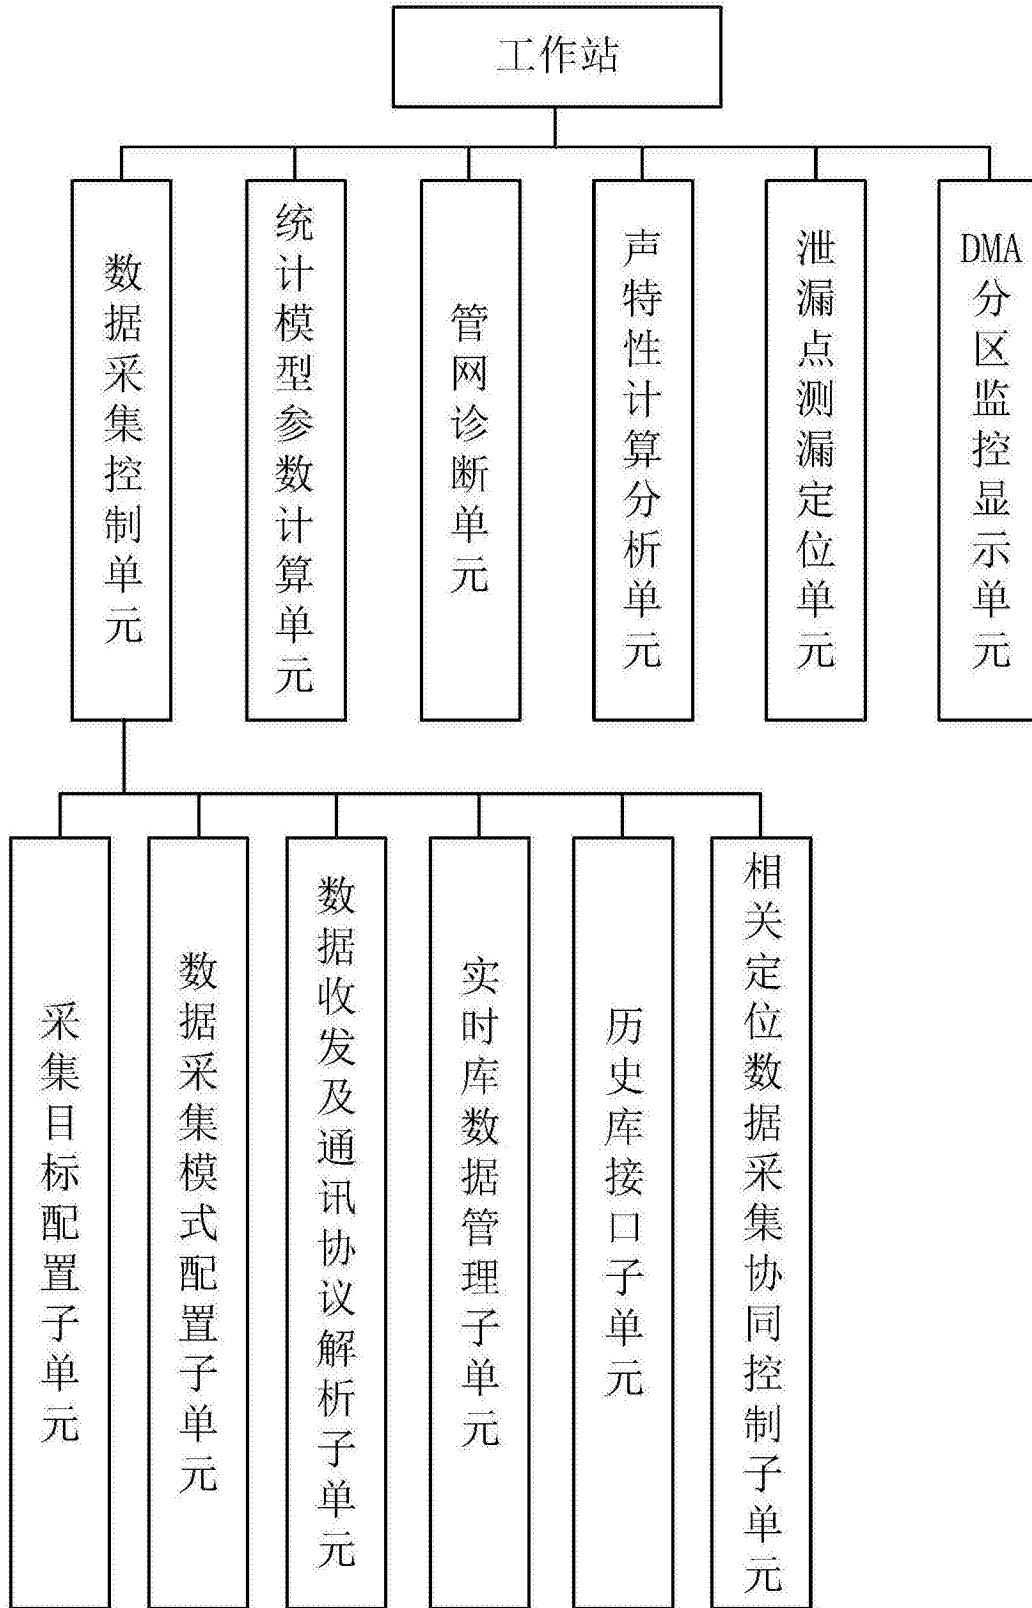 工作站
数据采集控制单元
统计模型参数计算单元
管网诊断单元
声特性计算分析单元
泄漏点测漏定位单元
DMA分区监控显示单元
采集目标配置子单元
数据采集模式配置子单元
数据收发及通讯协议解析子单元
实时库数据管理子单元
历史库接口子单元
相关定位数据采集协同控制子单元